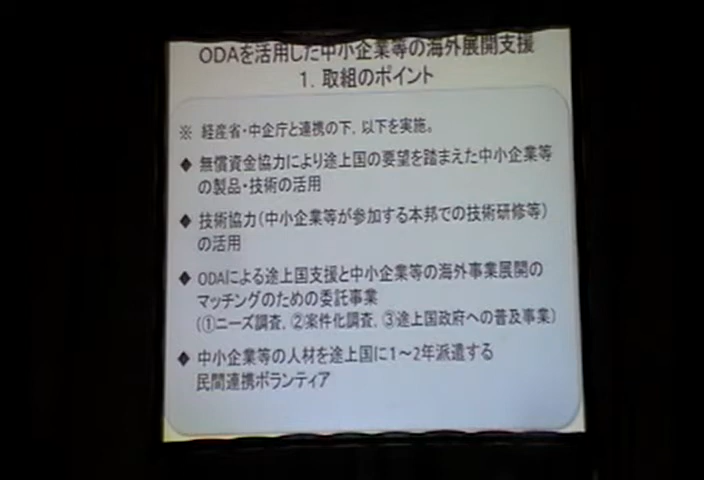 ODAを活用した中小企業等の海外展開支援
1. 取組のポイント
※ 経産省・中企庁と連携の下，以下を実施。
◆ 無償資金協力により途上国の要望を踏まえた中小企業等
の製品・技術の活用
◆ 技術協力（中小企業等が参加する本邦での技術研修等）
の活用
◆ ODAによる途上国支援と中小企業等の海外事業展開の
マッチングのための委託事業
（①ニーズ調査，②案件化調査，③途上国政府への普及事業）
◆ 中小企業等の人材を途上国に1～2年派遣する
民間連携ボランティア